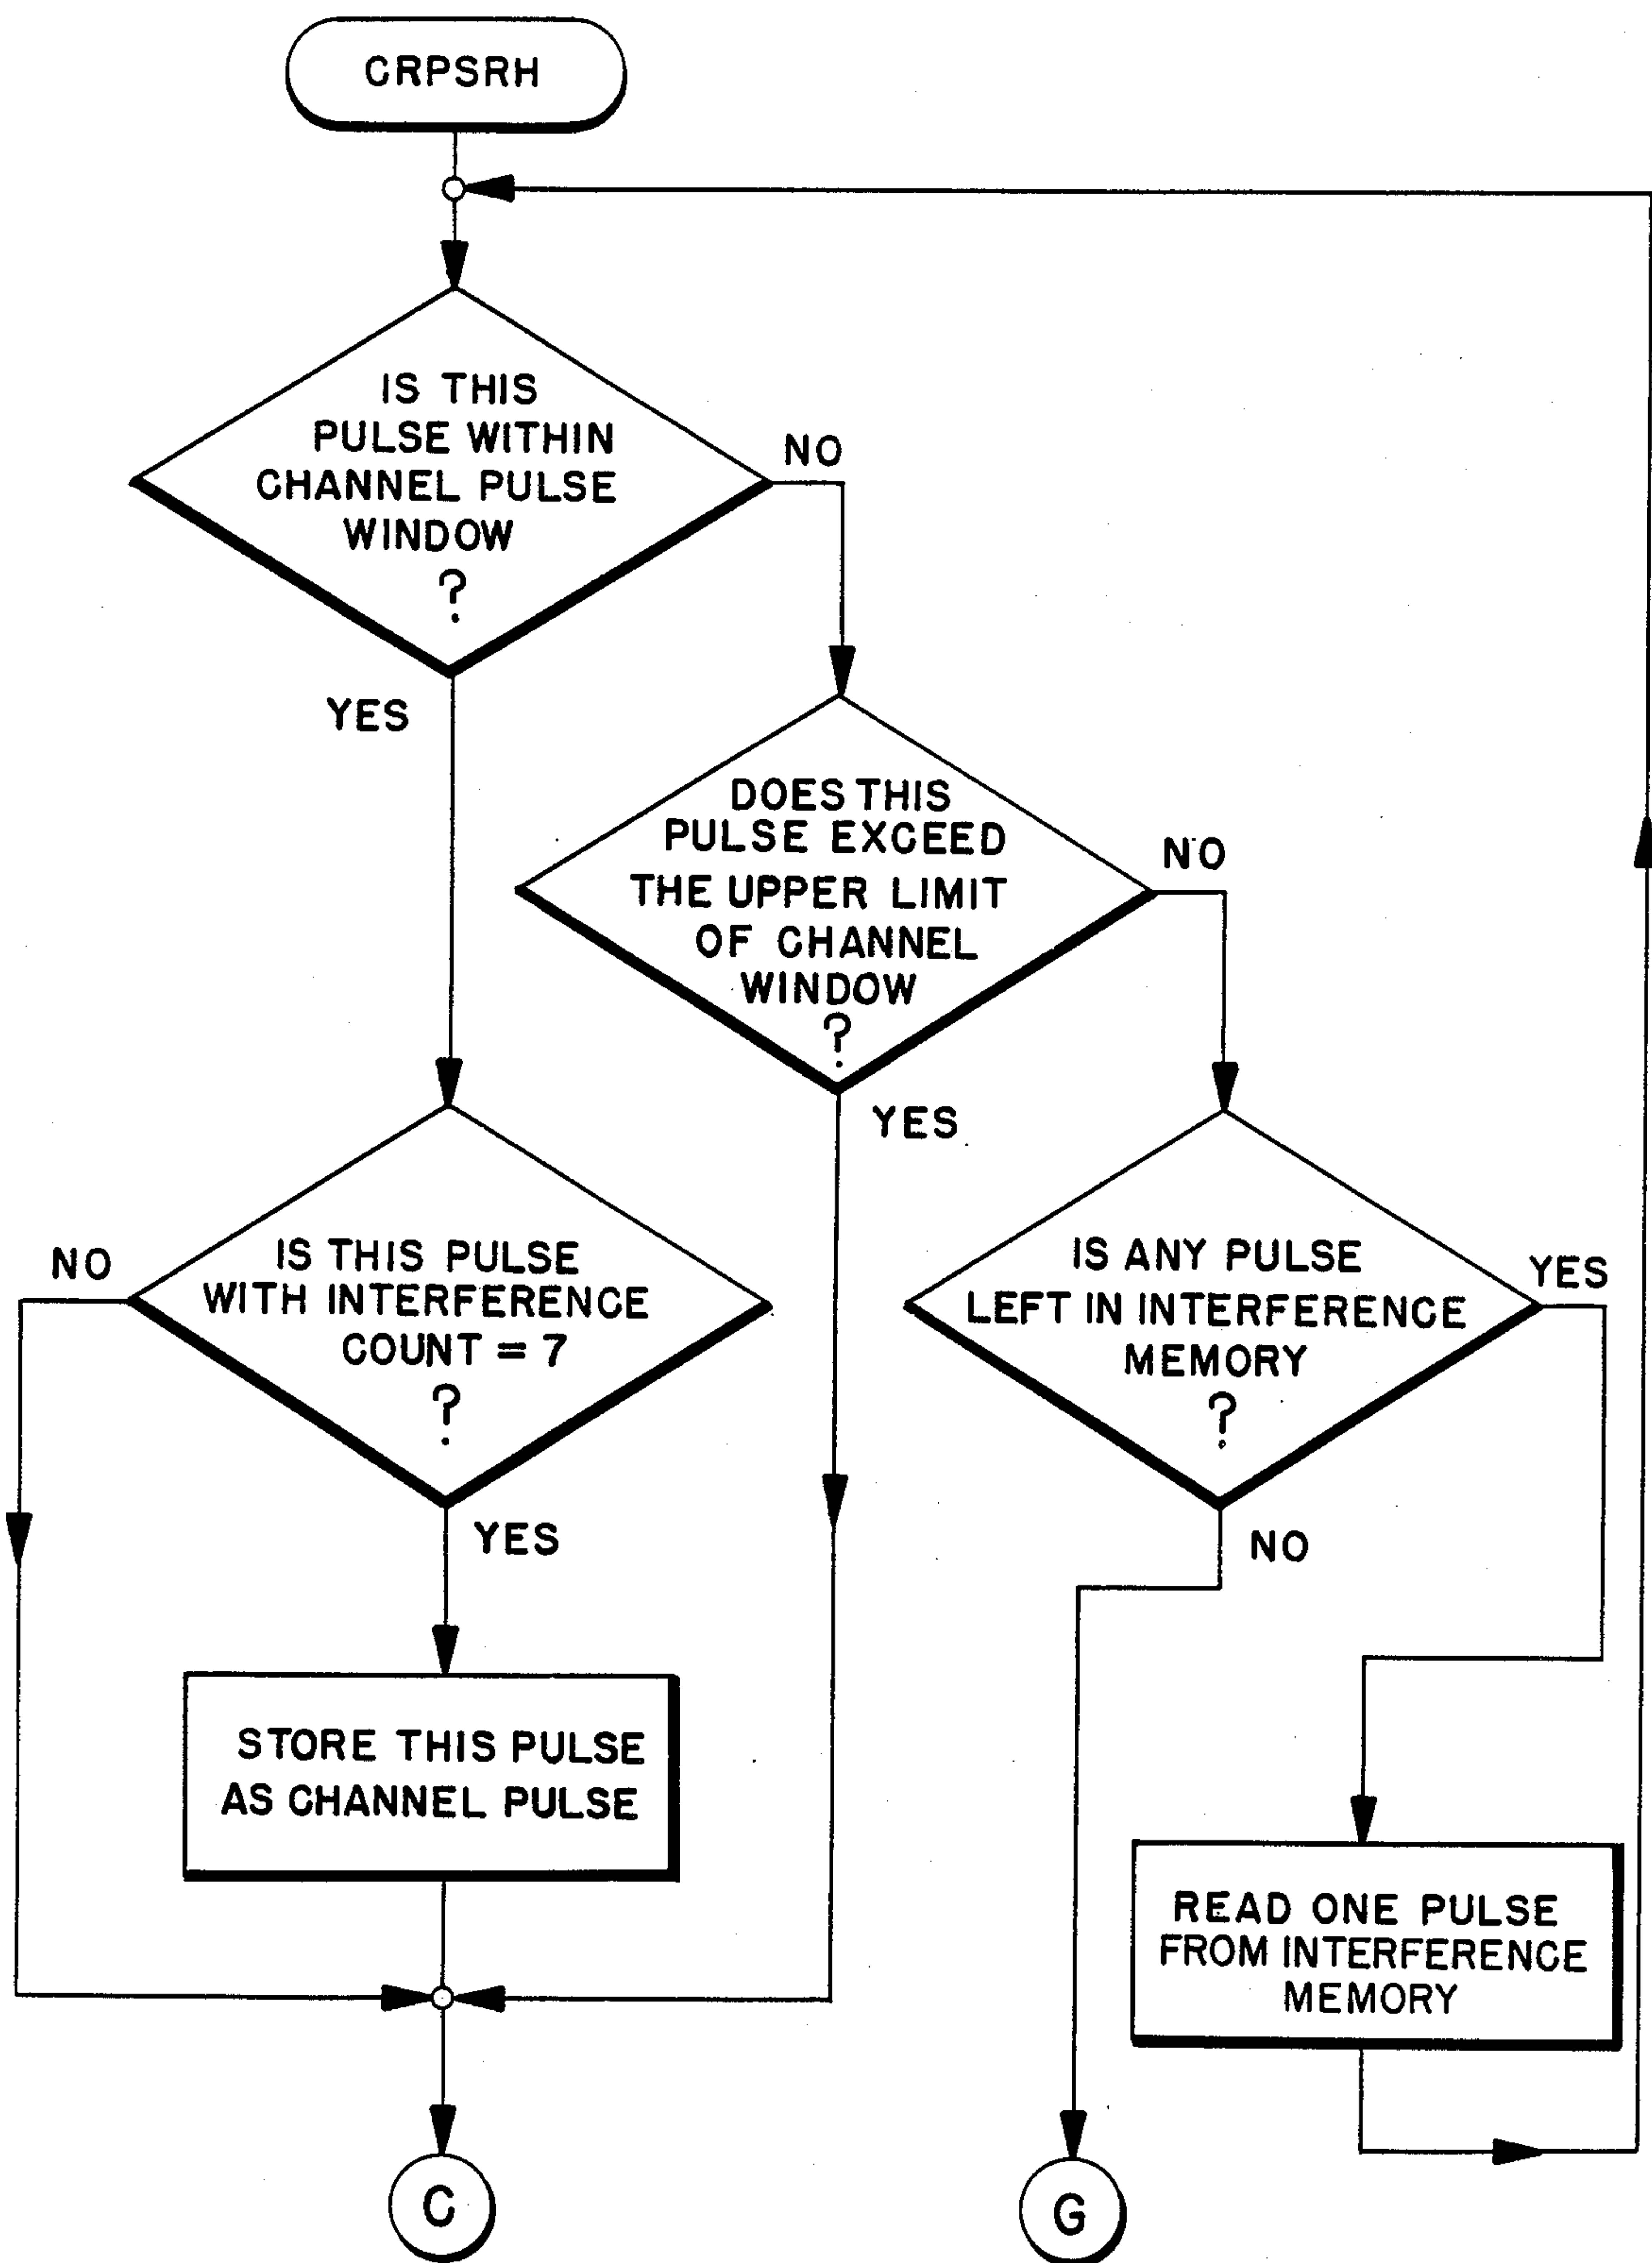 CRPSRH
IS THIS
PULSE WITHIN
CHANNEL PULSE
WINDOW
?
NO
YES
DOES THIS
PULSE EXCEED
THE UPPER LIMIT
OF CHANNEL
WINDOW
?
NO
YES
IS THIS PULSE
WITH INTERFERENCE
COUNT = 7
?
NO
YES
IS ANY PULSE
LEFT IN INTERFERENCE
MEMORY
?
YES
NO
STORE THIS PULSE
AS CHANNEL PULSE
READ ONE PULSE
FROM INTERFERENCE
MEMORY
C
G